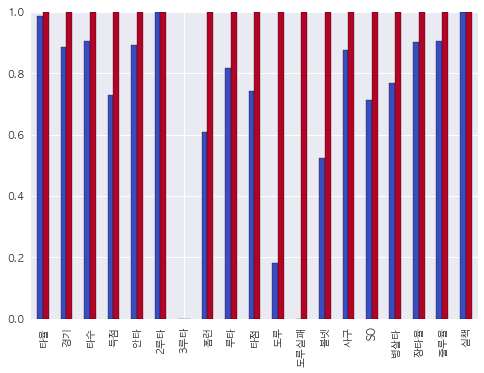 1.0
0.8
0.6
0.4
0.2
0.0
타율
경기
타수
득점
안타
2루타
3루타
홈런
루타
타점
도루
도루실패
볼넷
사구
SO
병살타
장타율
출루율
실책